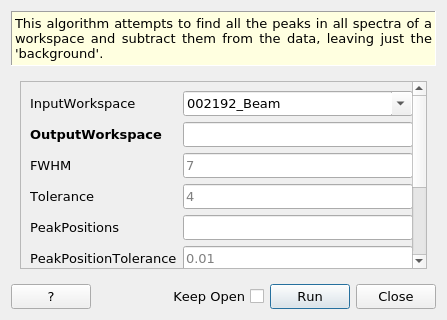 This algorithm attempts to find all the peaks in all spectra of a
workspace and subtract them from the data, leaving just the
'background'.
InputWorkspace 002192_Beam
OutputWorkspace
FWHM 7
Tolerance 4
PeakPositions
PeakPositionTolerance 0.01
? Keep Open Run Close